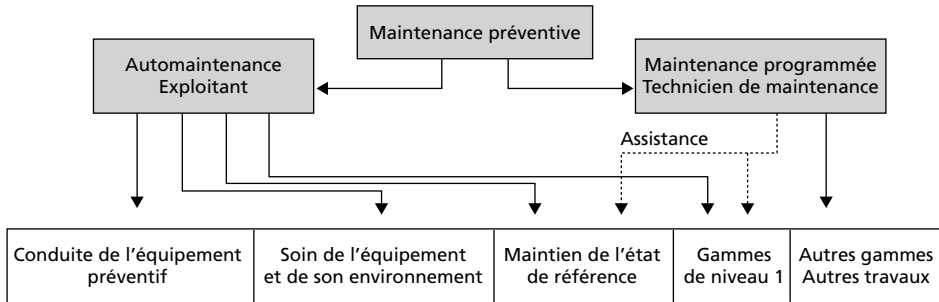 Maintenance préventive
Automaintenance
Exploitant
Maintenance programmée
Technicien de maintenance
Assistance
Conduite de l'équipement
préventif
Soin de l'équipement
et de son environnement
Maintien de l'état
de référence
Gammes
de niveau 1
Autres gammes
Autres travaux